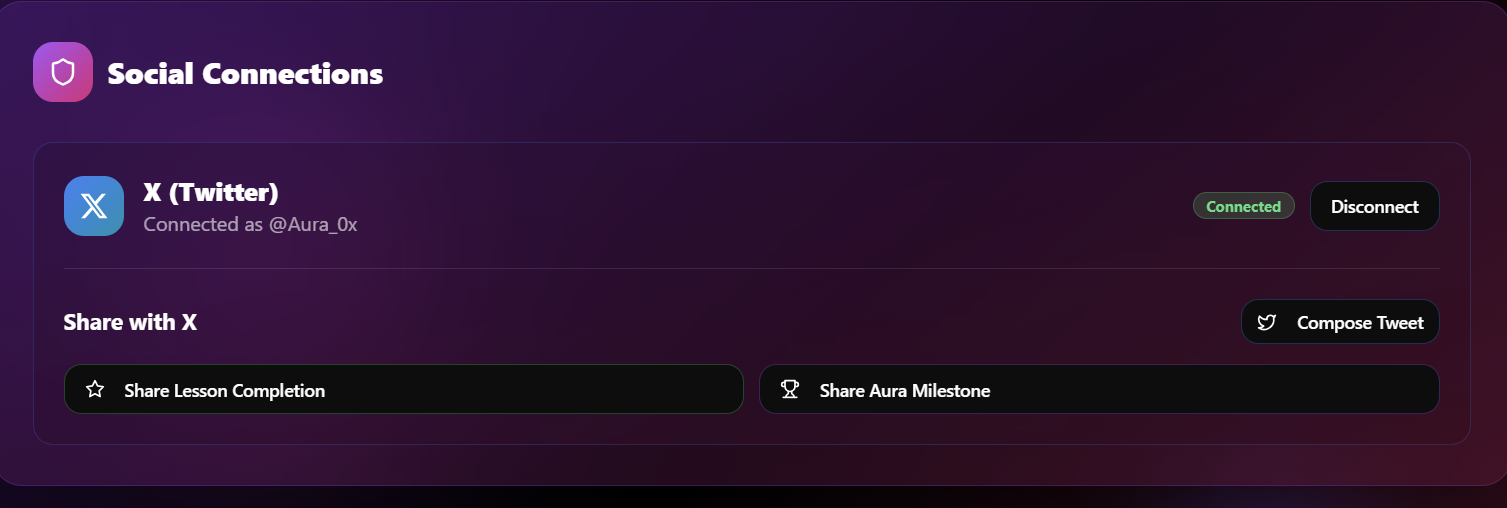 Social Connections
X (Twitter)
Connected as @Aura_0x
Connected
Disconnect
Share with X
Compose Tweet
Share Lesson Completion
Share Aura Milestone